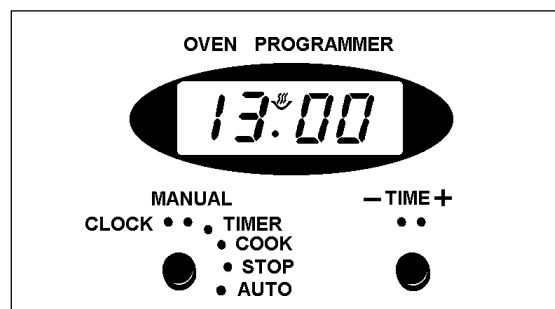 OVEN PROGRAMMER
13.00
MANUAL
CLOCK
TIMER
COOK
STOP
AUTO
– TIME +